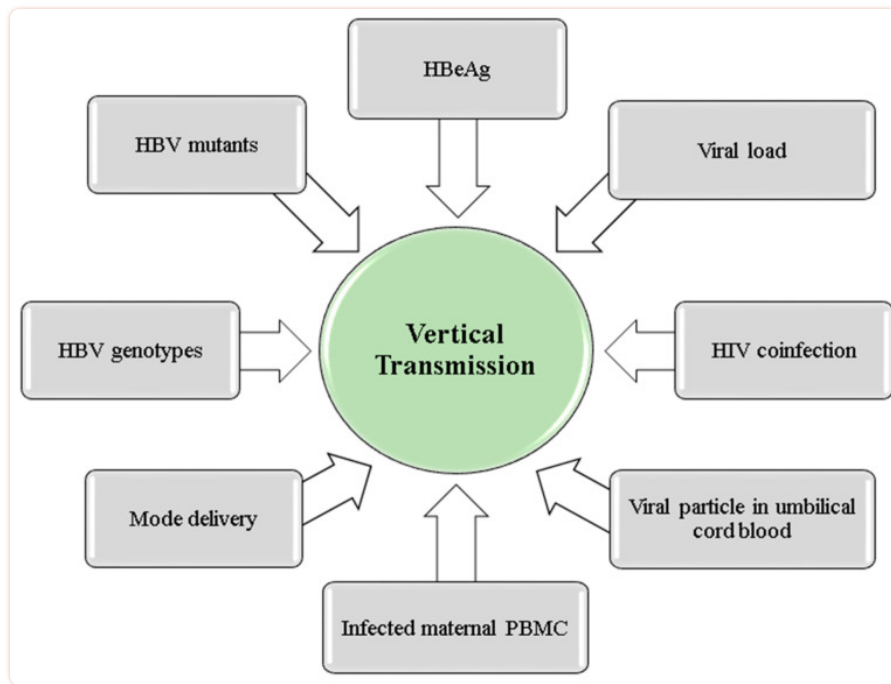 HBeAg
HBV mutants
Viral load
HBV genotypes
Vertical
Transmission
HIV coinfection
Mode delivery
Viral particle in umbilical
cord blood
Infected maternal PBMC